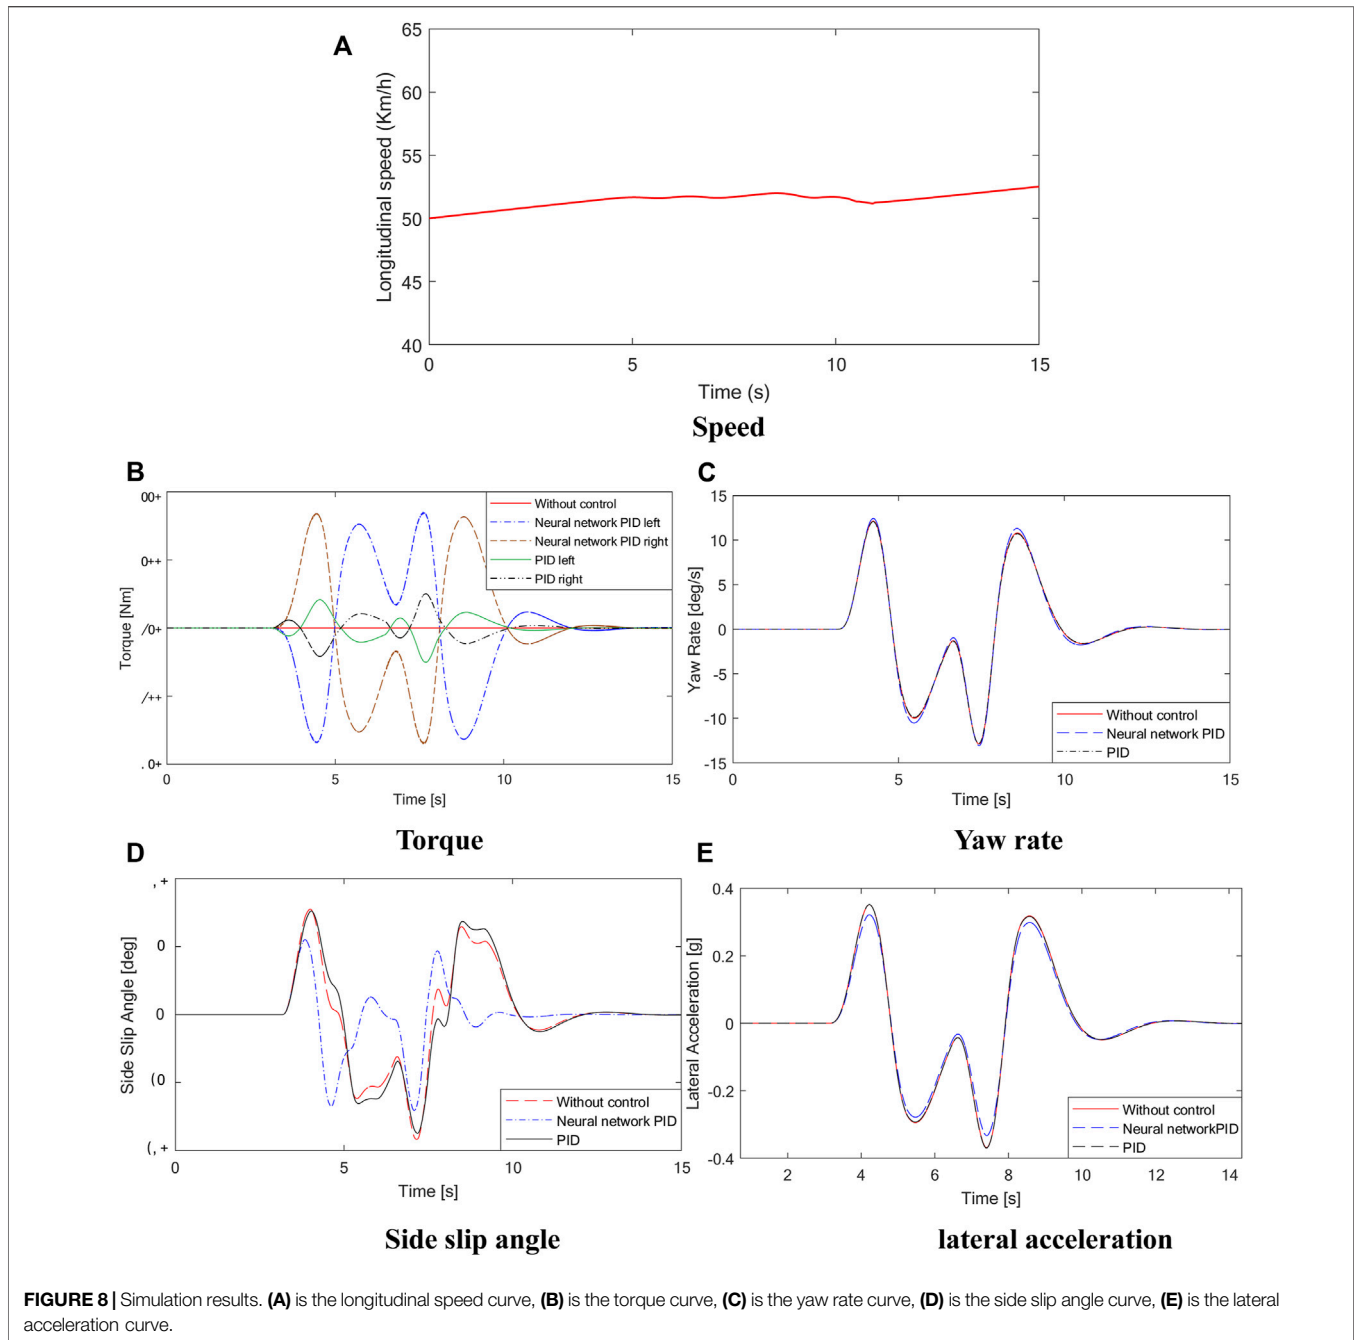 A
65
60
55
50
45
40
Longitudinal speed (Km/h)
0 5 10 15
Time (s)
Speed
B
00+
0++
/0+
/++
. 0+
Torque [Nm]
Without control
Neural network PID left
Neural network PID right
PID left
PID right
0 5 10 15
Time [s]
Torque
C
15
10
5
0
-5
-10
-15
Yaw Rate [deg/s]
Without control
Neural network PID
PID
0 5 10 15
Time [s]
Yaw rate
D
, +
0
0
(0
(, +
Side Slip Angle [deg]
Without control
Neural network PID
PID
0 5 10 15
Time [s]
Side slip angle
E
0.4
0.2
0
-0.2
-0.4
Lateral Acceleration [g]
Without control
Neural networkPID
PID
2 4 6 8 10 12 14
Time [s]
lateral acceleration
FIGURE 8 | Simulation results. (A) is the longitudinal speed curve, (B) is the torque curve, (C) is the yaw rate curve, (D) is the side slip angle curve, (E) is the lateral
acceleration curve.